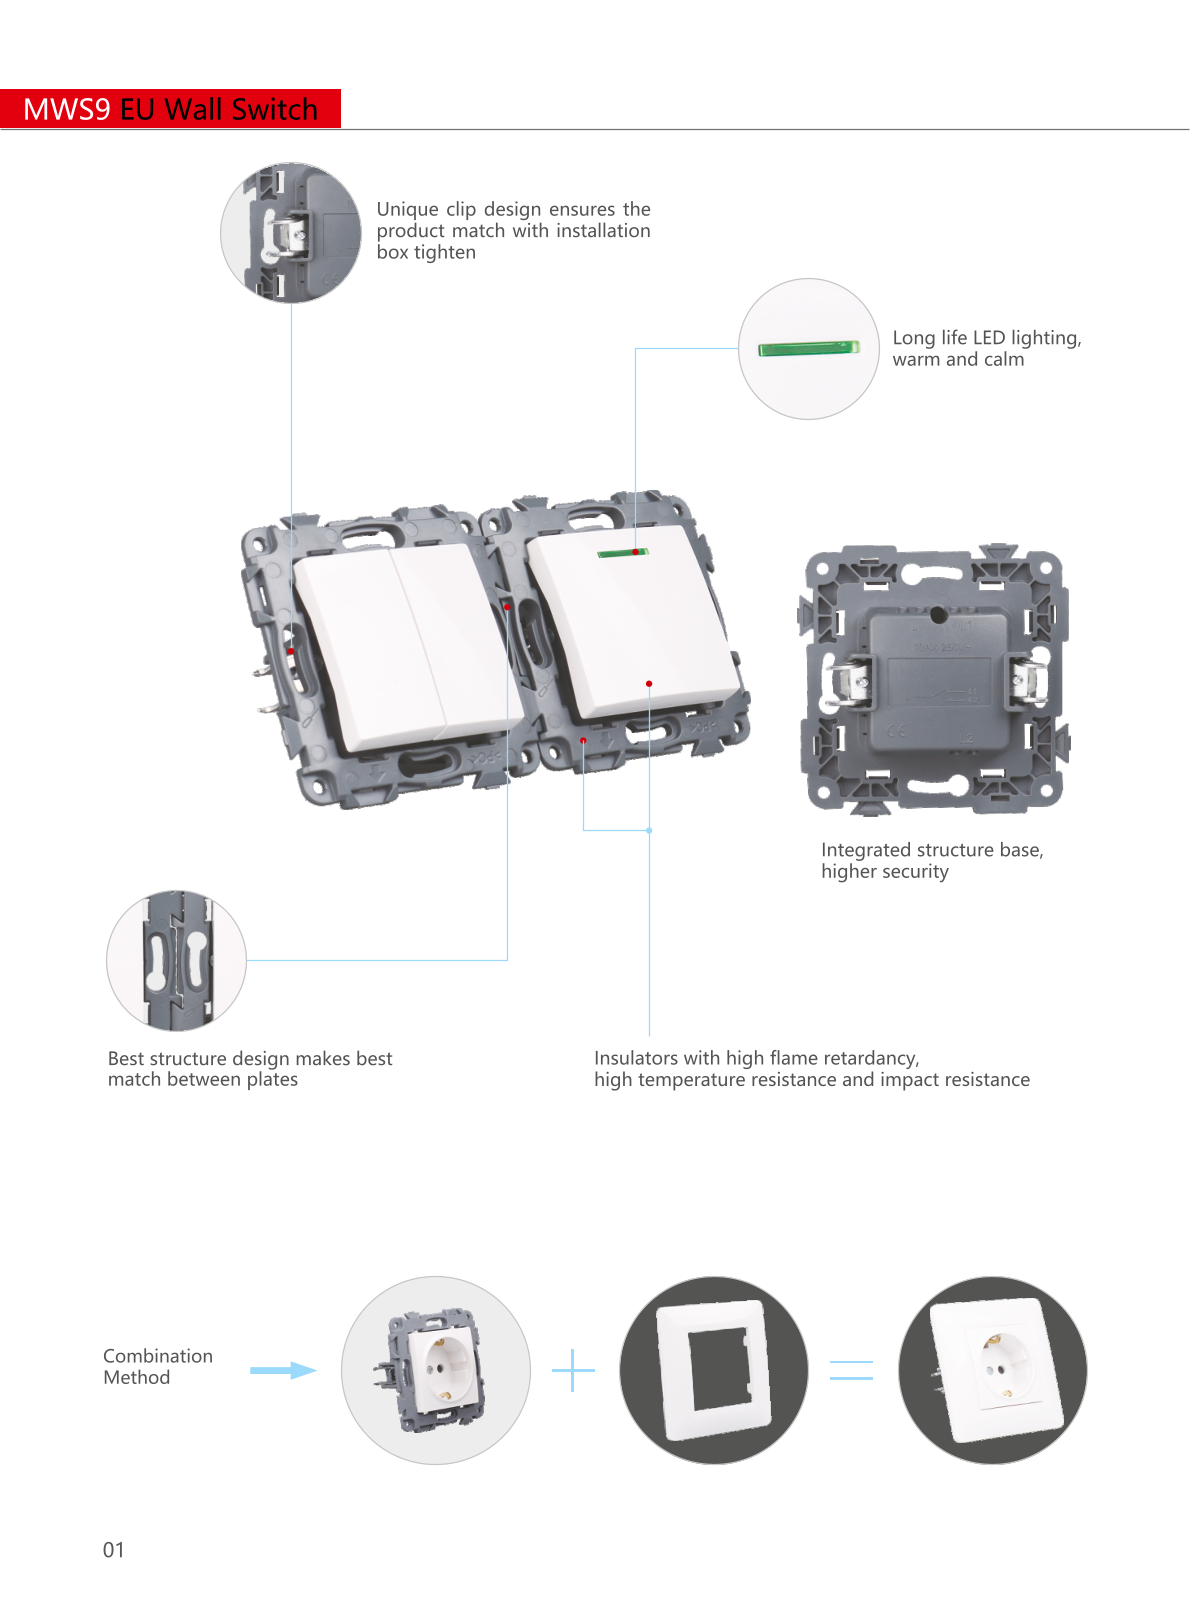 MWS9 EU Wall Switch
Unique clip design ensures the
product match with installation
box tighten
Long life LED lighting,
warm and calm
Integrated structure base,
higher security
Best structure design makes best
match between plates
Insulators with high flame retardancy,
high temperature resistance and impact resistance
Combination
Method
01